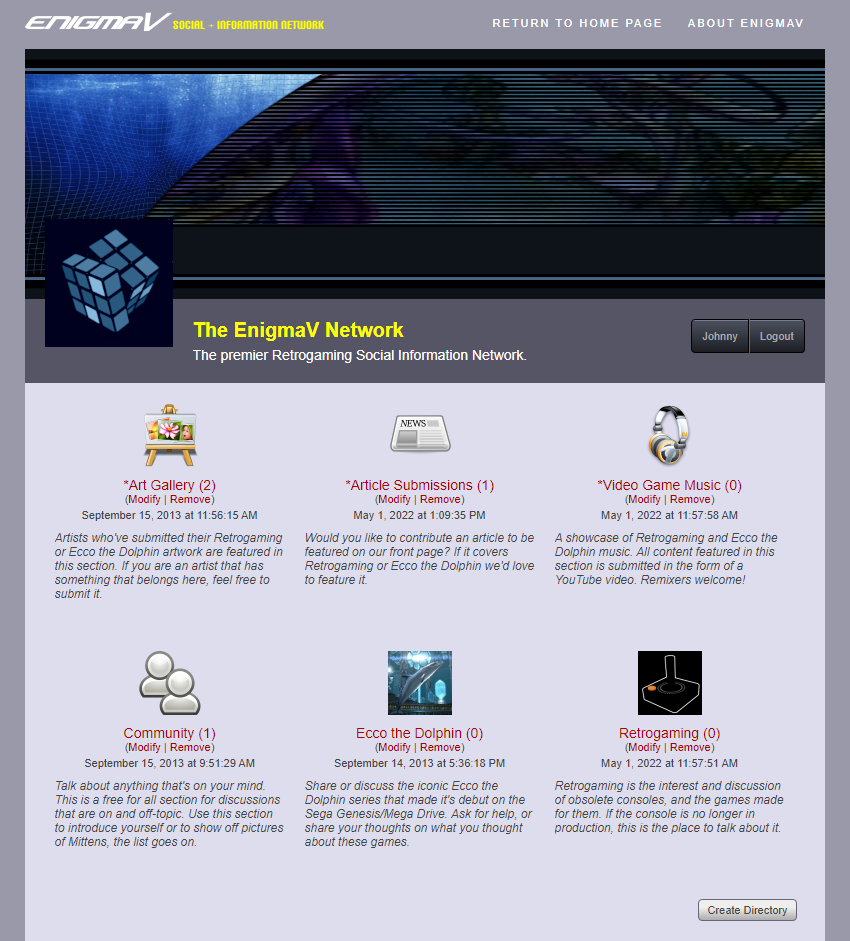 ENIGMAV SOCIAL + INFORMATION NETWORK
RETURN TO HOME PAGE ABOUT ENIGMAV
The EnigmaV Network
The premier Retrogaming Social Information Network.
Johnny Logout
NEWS
*Art Gallery (2)
(Modify | Remove)
September 15, 2013 at 11:56:15 AM
Artists who've submitted their Retrogaming
or Ecco the Dolphin artwork are featured in
this section. If you are an artist that has
something that belongs here, feel free to
submit it.
*Article Submissions (1)
(Modify | Remove)
May 1, 2022 at 1:09:35 PM
Would you like to contribute an article to be
featured on our front page? If it covers
Retrogaming or Ecco the Dolphin we'd love
to feature it.
*Video Game Music (0)
(Modify | Remove)
May 1, 2022 at 11:57:58 AM
A showcase of Retrogaming and Ecco the
Dolphin music. All content featured in this
section is submitted in the form of a
YouTube video. Remixers welcome!
Community (1)
(Modify | Remove)
September 15, 2013 at 9:51:29 AM
Talk about anything that's on your mind.
This is a free for all section for discussions
that are on and off-topic. Use this section
to introduce yourself or to show off pictures
of Mittens, the list goes on.
Ecco the Dolphin (0)
(Modify | Remove)
September 14, 2013 at 5:36:18 PM
Share or discuss the iconic Ecco the
Dolphin series that made it's debut on the
Sega Genesis/Mega Drive. Ask for help, or
share your thoughts on what you thought
about these games.
Retrogaming (0)
(Modify | Remove)
May 1, 2022 at 11:57:51 AM
Retrogaming is the interest and discussion
of obsolete consoles, and the games made
for them. If the console is no longer in
production, this is the place to talk about it.
Create Directory